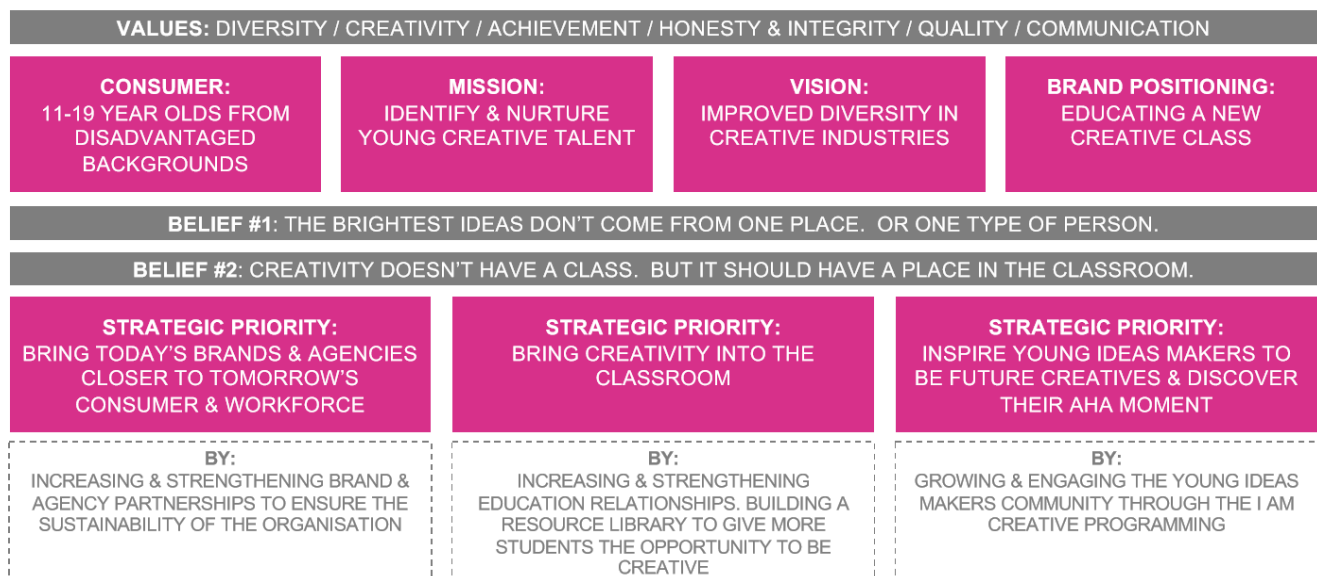 VALUES: DIVERSITY / CREATIVITY / ACHIEVEMENT / HONESTY & INTEGRITY / QUALITY / COMMUNICATION
CONSUMER:
11-19 YEAR OLDS FROM
DISADVANTAGED
BACKGROUNDS
MISSION:
IDENTIFY & NURTURE
YOUNG CREATIVE TALENT
VISION:
IMPROVED DIVERSITY IN
CREATIVE INDUSTRIES
BRAND POSITIONING:
EDUCATING A NEW
CREATIVE CLASS
BELIEF #1: THE BRIGHTEST IDEAS DON’T COME FROM ONE PLACE.  OR ONE TYPE OF PERSON.
BELIEF #2: CREATIVITY DOESN’T HAVE A CLASS.  BUT IT SHOULD HAVE A PLACE IN THE CLASSROOM.
STRATEGIC PRIORITY:
BRING TODAY’S BRANDS & AGENCIES
CLOSER TO TOMORROW’S
CONSUMER & WORKFORCE
BY:
INCREASING & STRENGTHENING BRAND &
AGENCY PARTNERSHIPS TO ENSURE THE
SUSTAINABILITY OF THE ORGANISATION
STRATEGIC PRIORITY:
BRING CREATIVITY INTO THE
CLASSROOM
BY:
INCREASING & STRENGTHENING
EDUCATION RELATIONSHIPS. BUILDING A
RESOURCE LIBRARY TO GIVE MORE
STUDENTS THE OPPORTUNITY TO BE
CREATIVE
STRATEGIC PRIORITY:
INSPIRE YOUNG IDEAS MAKERS TO
BE FUTURE CREATIVES & DISCOVER
THEIR AHA MOMENT
BY:
GROWING & ENGAGING THE YOUNG IDEAS
MAKERS COMMUNITY THROUGH THE I AM
CREATIVE PROGRAMMING